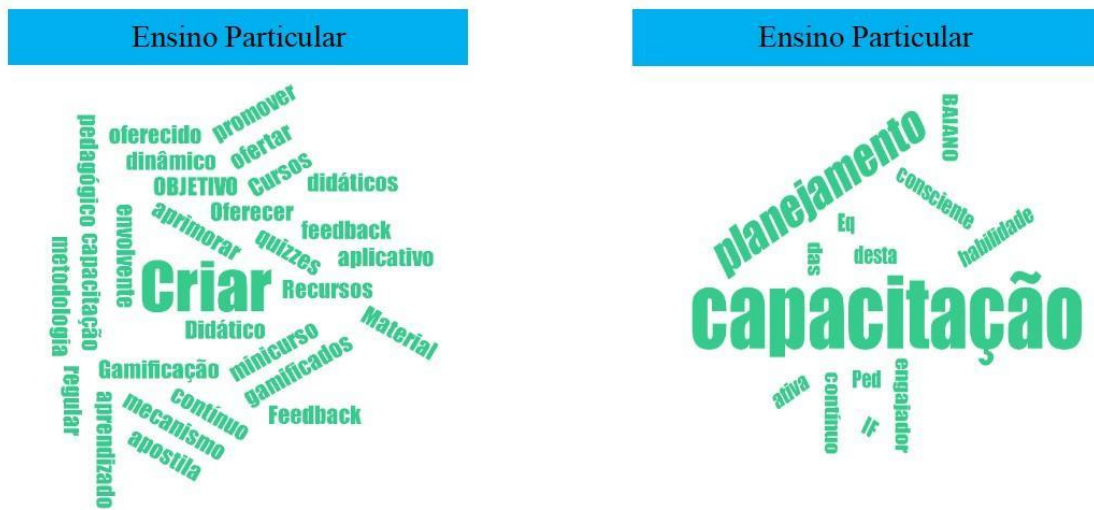 Ensino Particular
promover
oferecido
ofertar
dinâmico
Cursos
OBJETIVO
didáticos
pedagógico
Oferecer
aprimorar
envolvente
feedback
quizzes
aplicativo
capacitação
metodologia
Criar
Recursos
Didático
Material
minicurso
Gamificação
gamificados
regular
contínuo
Feedback
aprendizado
mecanismo
apostila
Ensino Particular
BAIANO
planejamento
consciente
Eq
habilidade
das
desta
capacitação
ativa
contínuo
Ped
engajador
IF